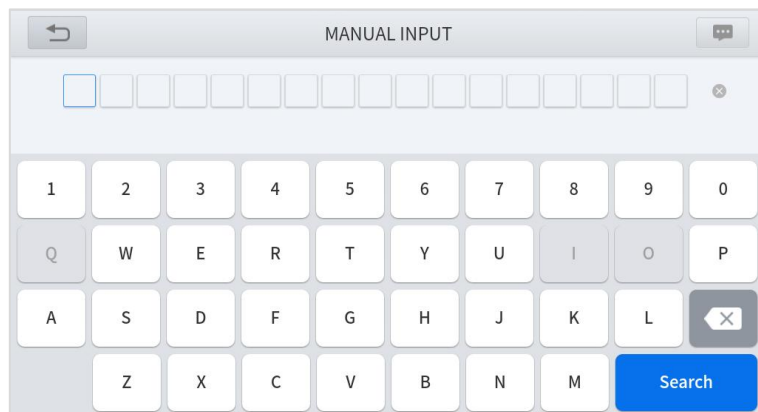 MANUAL INPUT
1 2 3 4 5 6 7 8 9 0
Q W E R T Y U I O P
A S D F G H J K L
Z X C V B N M Search